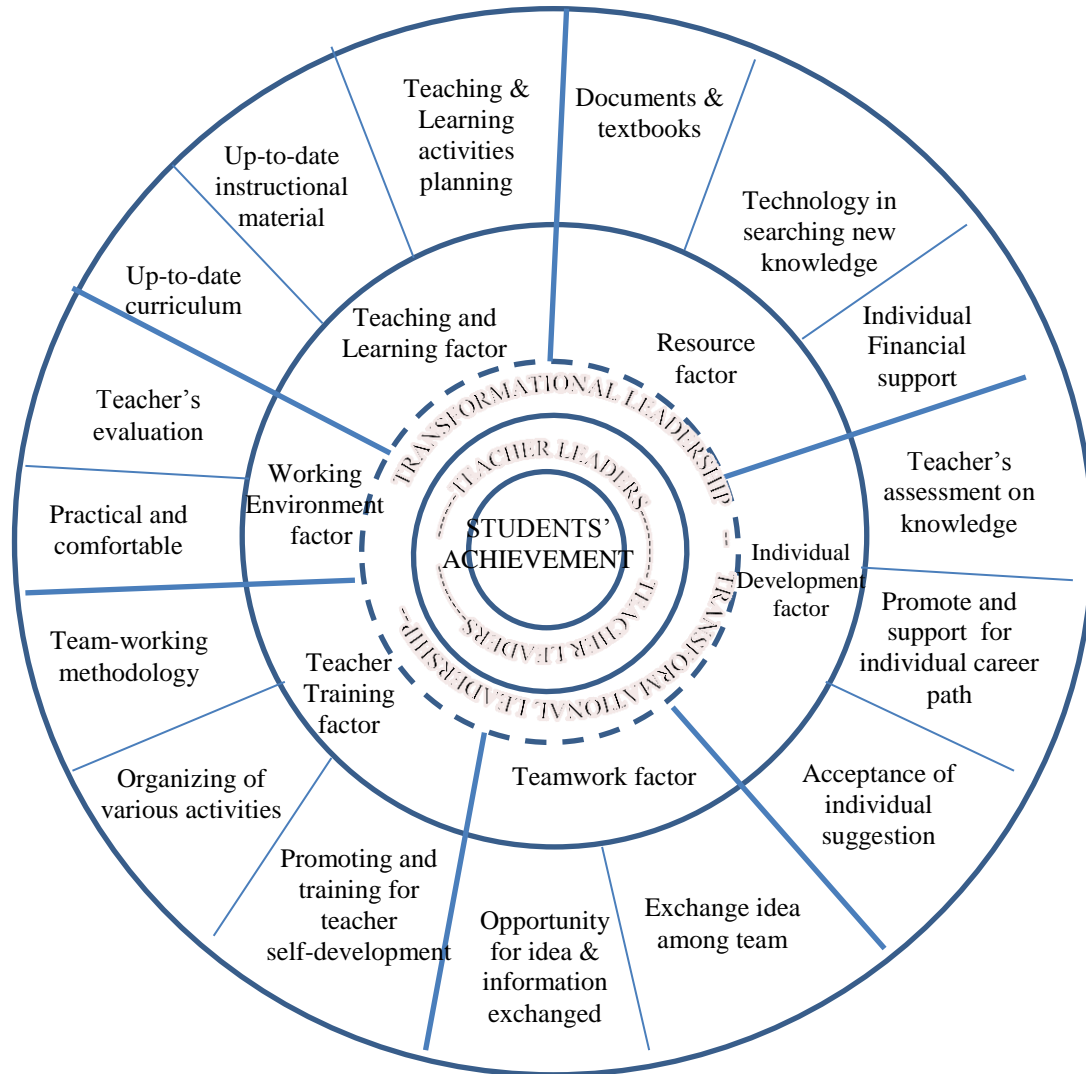 Teaching &
Learning
activities
planning
Documents &
textbooks
Up-to-date
instructional
material
Technology in
searching new
knowledge
Up-to-date
curriculum
Teaching and
Learning factor
Resource
factor
Individual
Financial
support
Teacher's
evaluation
Working
Environment
factor
Practical and
comfortable
TRANSFORMATIONAL LEADERSHIP --
TRANSFORMATIONAL LEADERSHIP--
-----TEACHER LEADERS----------
-TEACHER LEADERS----------
STUDENTS'
ACHIEVEMENT
Teacher's
assessment on
knowledge
Individual
Development
factor
Promote and
support for
individual career
path
Team-working
methodology
Teacher
Training
factor
Teamwork factor
Organizing of
various activities
Acceptance of
individual
suggestion
Promoting and
training for
teacher
self-development
Opportunity
for idea &
information
exchanged
Exchange idea
among team